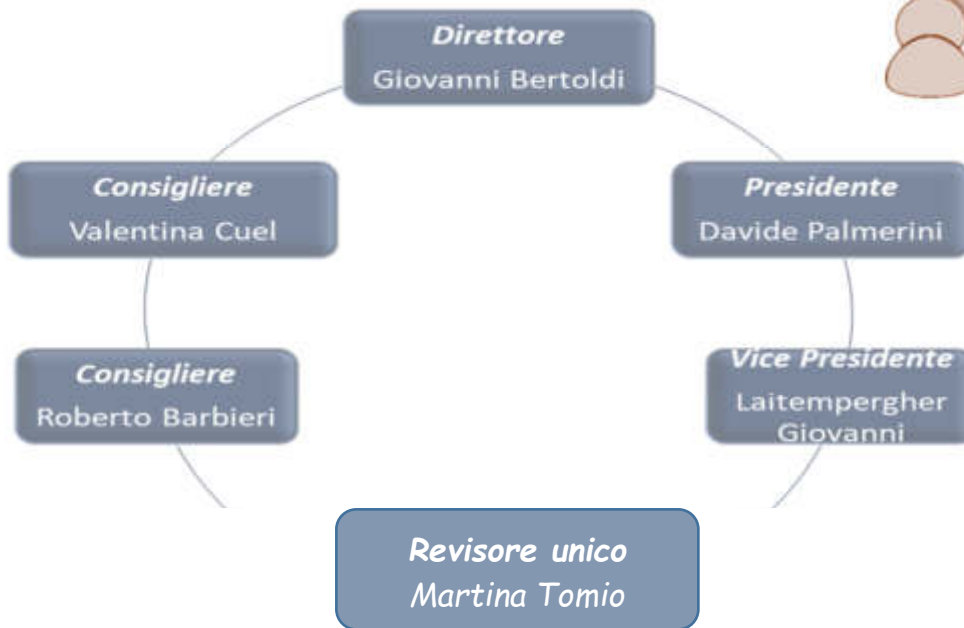 Direttore
Giovanni Bertoldi
Consigliere
Valentina Cuel
Presidente
Davide Palmerini
Consigliere
Roberto Barbieri
Vice Presidente
Laitempergher
Giovanni
Revisore unico
Martina Tomio